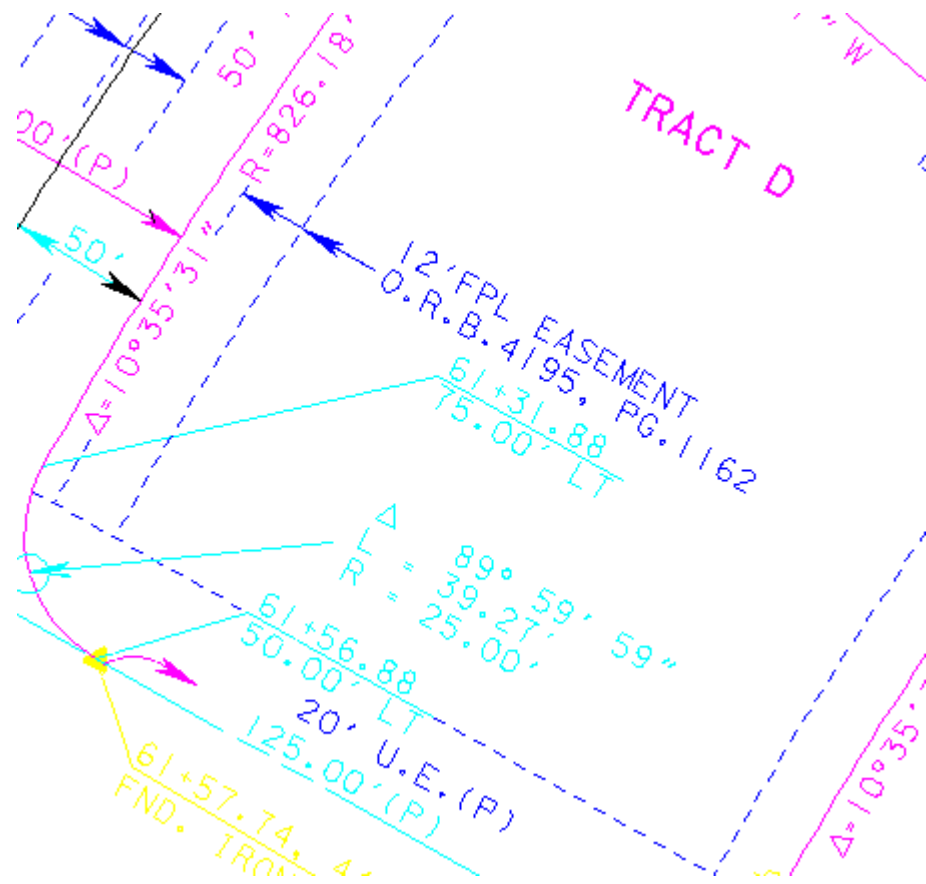 50'
R=826.18'
" W
TRACT D
00'(P)
50'
Δ=10°35'31"
12'FPL EASEMENT
O.R.B.4195, PG.1162
61+31.88
75.00' LT
Δ = 89° 59' 59"
L = 39.27'
R = 25.00'
61+56.88
50.00' LT
20' U.E.(P)
125.00'(P)
61+57.74, 4
FND. IRON
Δ=10°35'